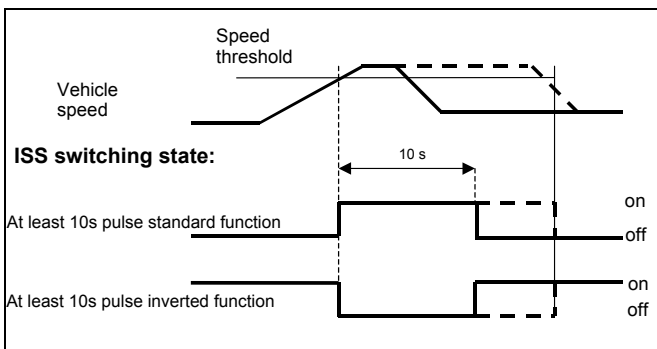 Speed
threshold
Vehicle
speed
ISS switching state:
10 s
on
At least 10s pulse standard function
off
on
At least 10s pulse inverted function
off